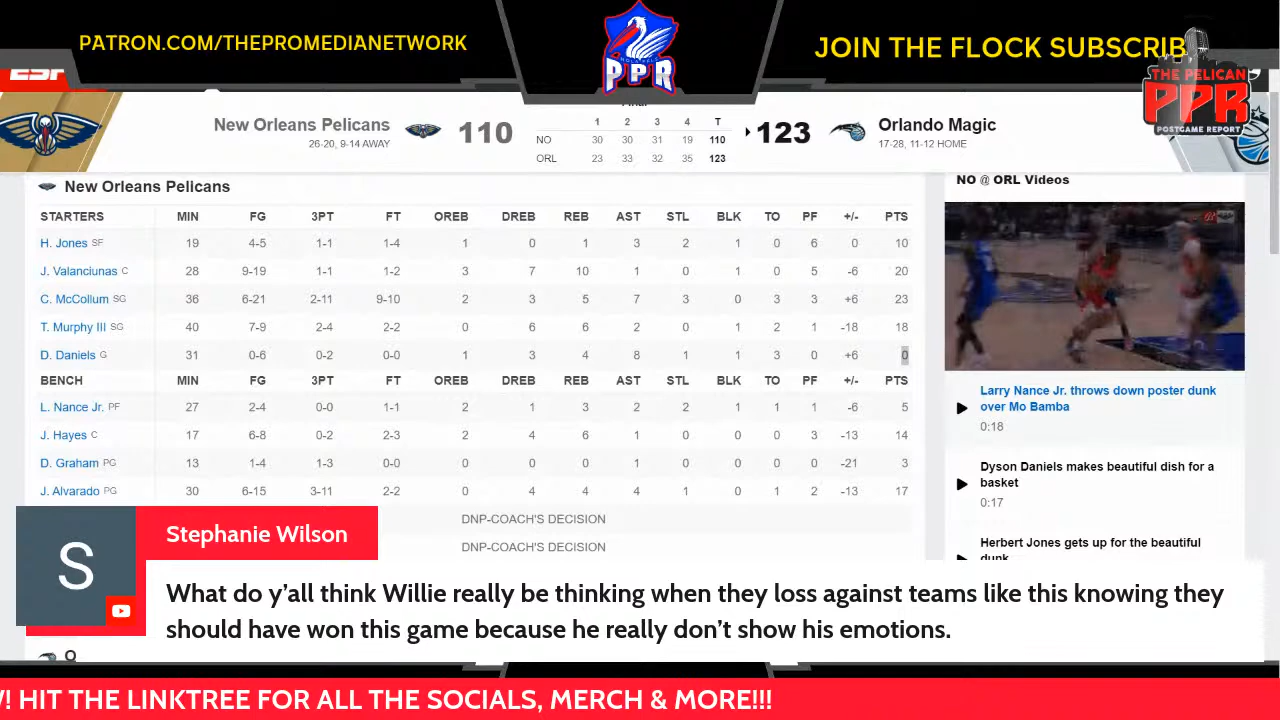 PATRON.COM/THEPROMEDIANETWORK
PPR
JOIN THE FLOCK SUBSCRIB
THE PELICAN
PPR
POSTGAME REPORT
New Orleans Pelicans 110
26-20, 9-14 AWAY
Final
1 2 3 4 T
NO 30 30 31 19 110
ORL 23 33 32 35 123
123 Orlando Magic
17-28, 11-12 HOME
New Orleans Pelicans
STARTERS MIN FG 3PT FT OREB DREB REB AST STL BLK TO PF +/- PTS
H. Jones SF 19 4-5 1-1 1-4 1 0 1 3 2 1 0 6 0 10
J. Valanciunas C 28 9-19 1-1 1-2 3 7 10 1 0 1 0 5 -6 20
C. McCollum SG 36 6-21 2-11 9-10 2 3 5 7 3 0 3 3 +6 23
T. Murphy III SG 40 7-9 2-4 2-2 0 6 6 2 0 1 2 1 -18 18
D. Daniels G 31 0-6 0-2 0-0 1 3 4 8 1 1 3 0 +6 0
BENCH MIN FG 3PT FT OREB DREB REB AST STL BLK TO PF +/- PTS
L. Nance Jr. PF 27 2-4 0-0 1-1 2 1 3 2 2 1 1 1 -6 5
J. Hayes C 17 6-8 0-2 2-3 2 4 6 1 0 0 0 3 -13 14
D. Graham PG 13 1-4 1-3 0-0 0 0 0 1 0 0 0 0 -21 3
J. Alvarado PG 30 6-15 3-11 2-2 0 4 4 4 1 0 1 2 -13 17
DNP-COACH'S DECISION
DNP-COACH'S DECISION
NO @ ORL Videos
Larry Nance Jr. throws down poster dunk
over Mo Bamba
0:18
Dyson Daniels makes beautiful dish for a
basket
0:17
Herbert Jones gets up for the beautiful
dunk
S
Stephanie Wilson
What do y'all think Willie really be thinking when they loss against teams like this knowing they
should have won this game because he really don't show his emotions.
! HIT THE LINKTREE FOR ALL THE SOCIALS, MERCH & MORE!!!